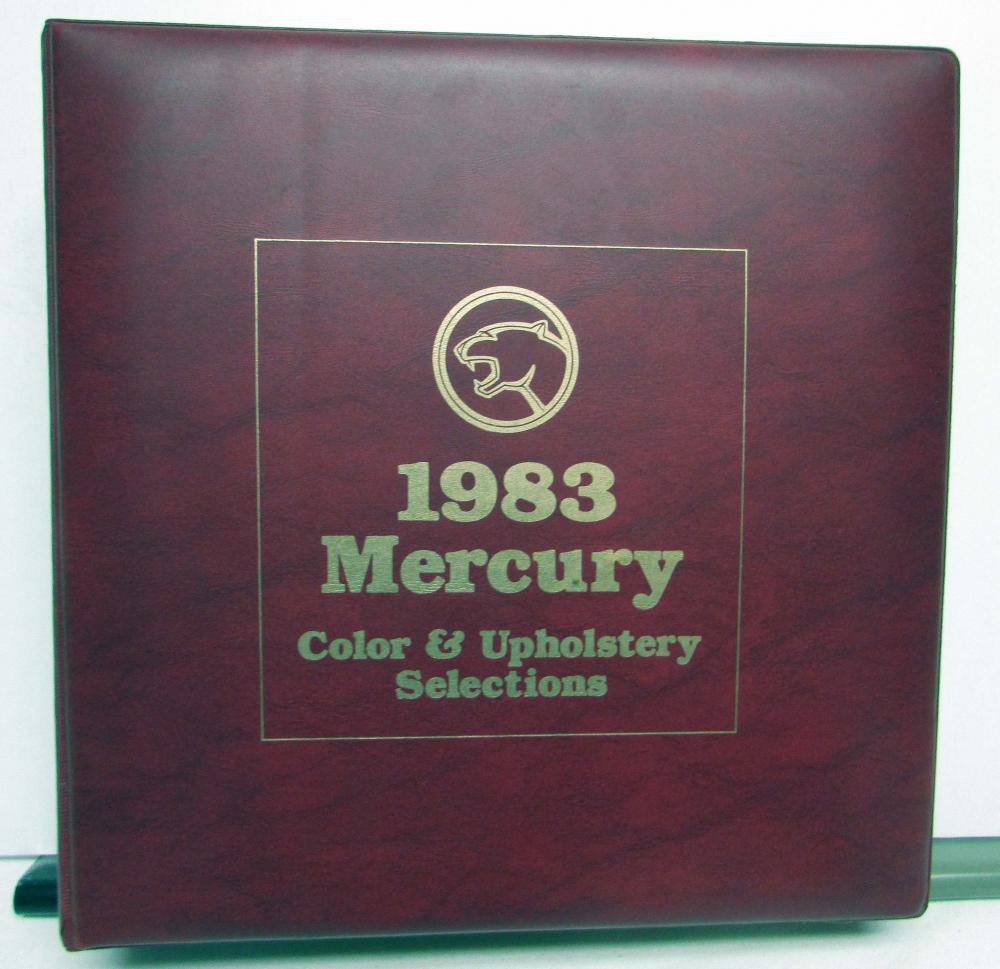 1983
Mercury
Color & Upholstery
Selections